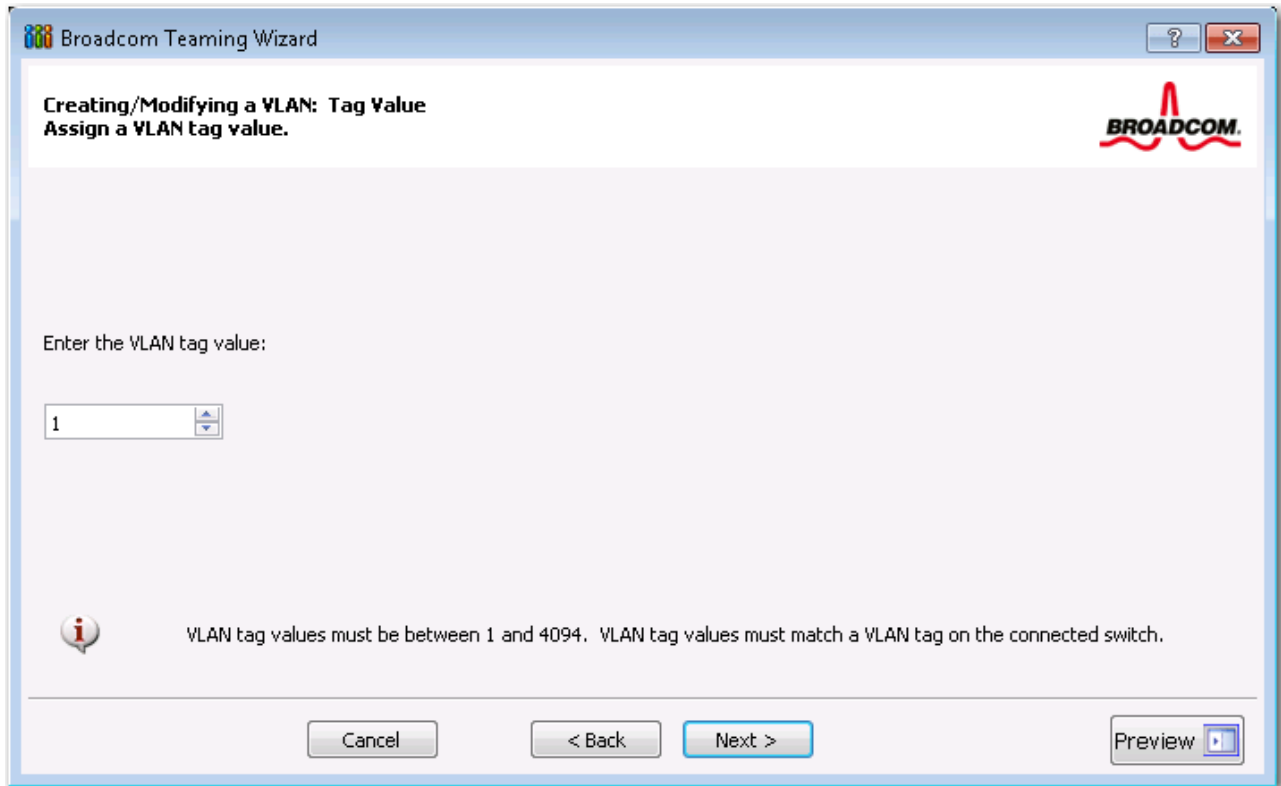 Broadcom Teaming Wizard
?
Creating/Modifying a VLAN: Tag Value
Assign a VLAN tag value.
BROADCOM.
Enter the VLAN tag value:
1
i
VLAN tag values must be between 1 and 4094. VLAN tag values must match a VLAN tag on the connected switch.
Cancel
< Back
Next >
Preview